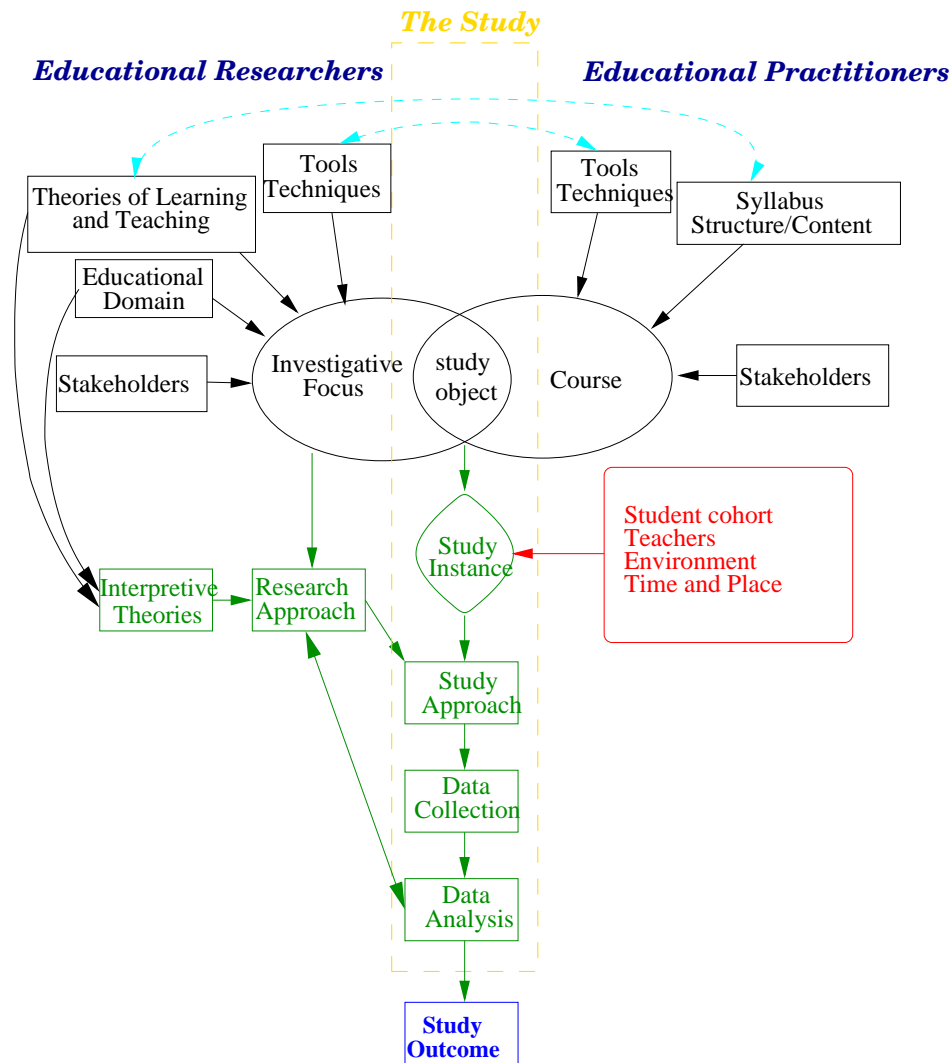 The Study
Educational Researchers
Educational Practitioners
Tools
Techniques
Tools
Techniques
Theories of Learning
and Teaching
Syllabus
Structure/Content
Educational
Domain
Stakeholders
Investigative
Focus
study
object
Course
Stakeholders
Student cohort
Teachers
Environment
Time and Place
Study
Instance
Interpretive
Theories
Research
Approach
Study
Approach
Data
Collection
Data
Analysis
Study
Outcome